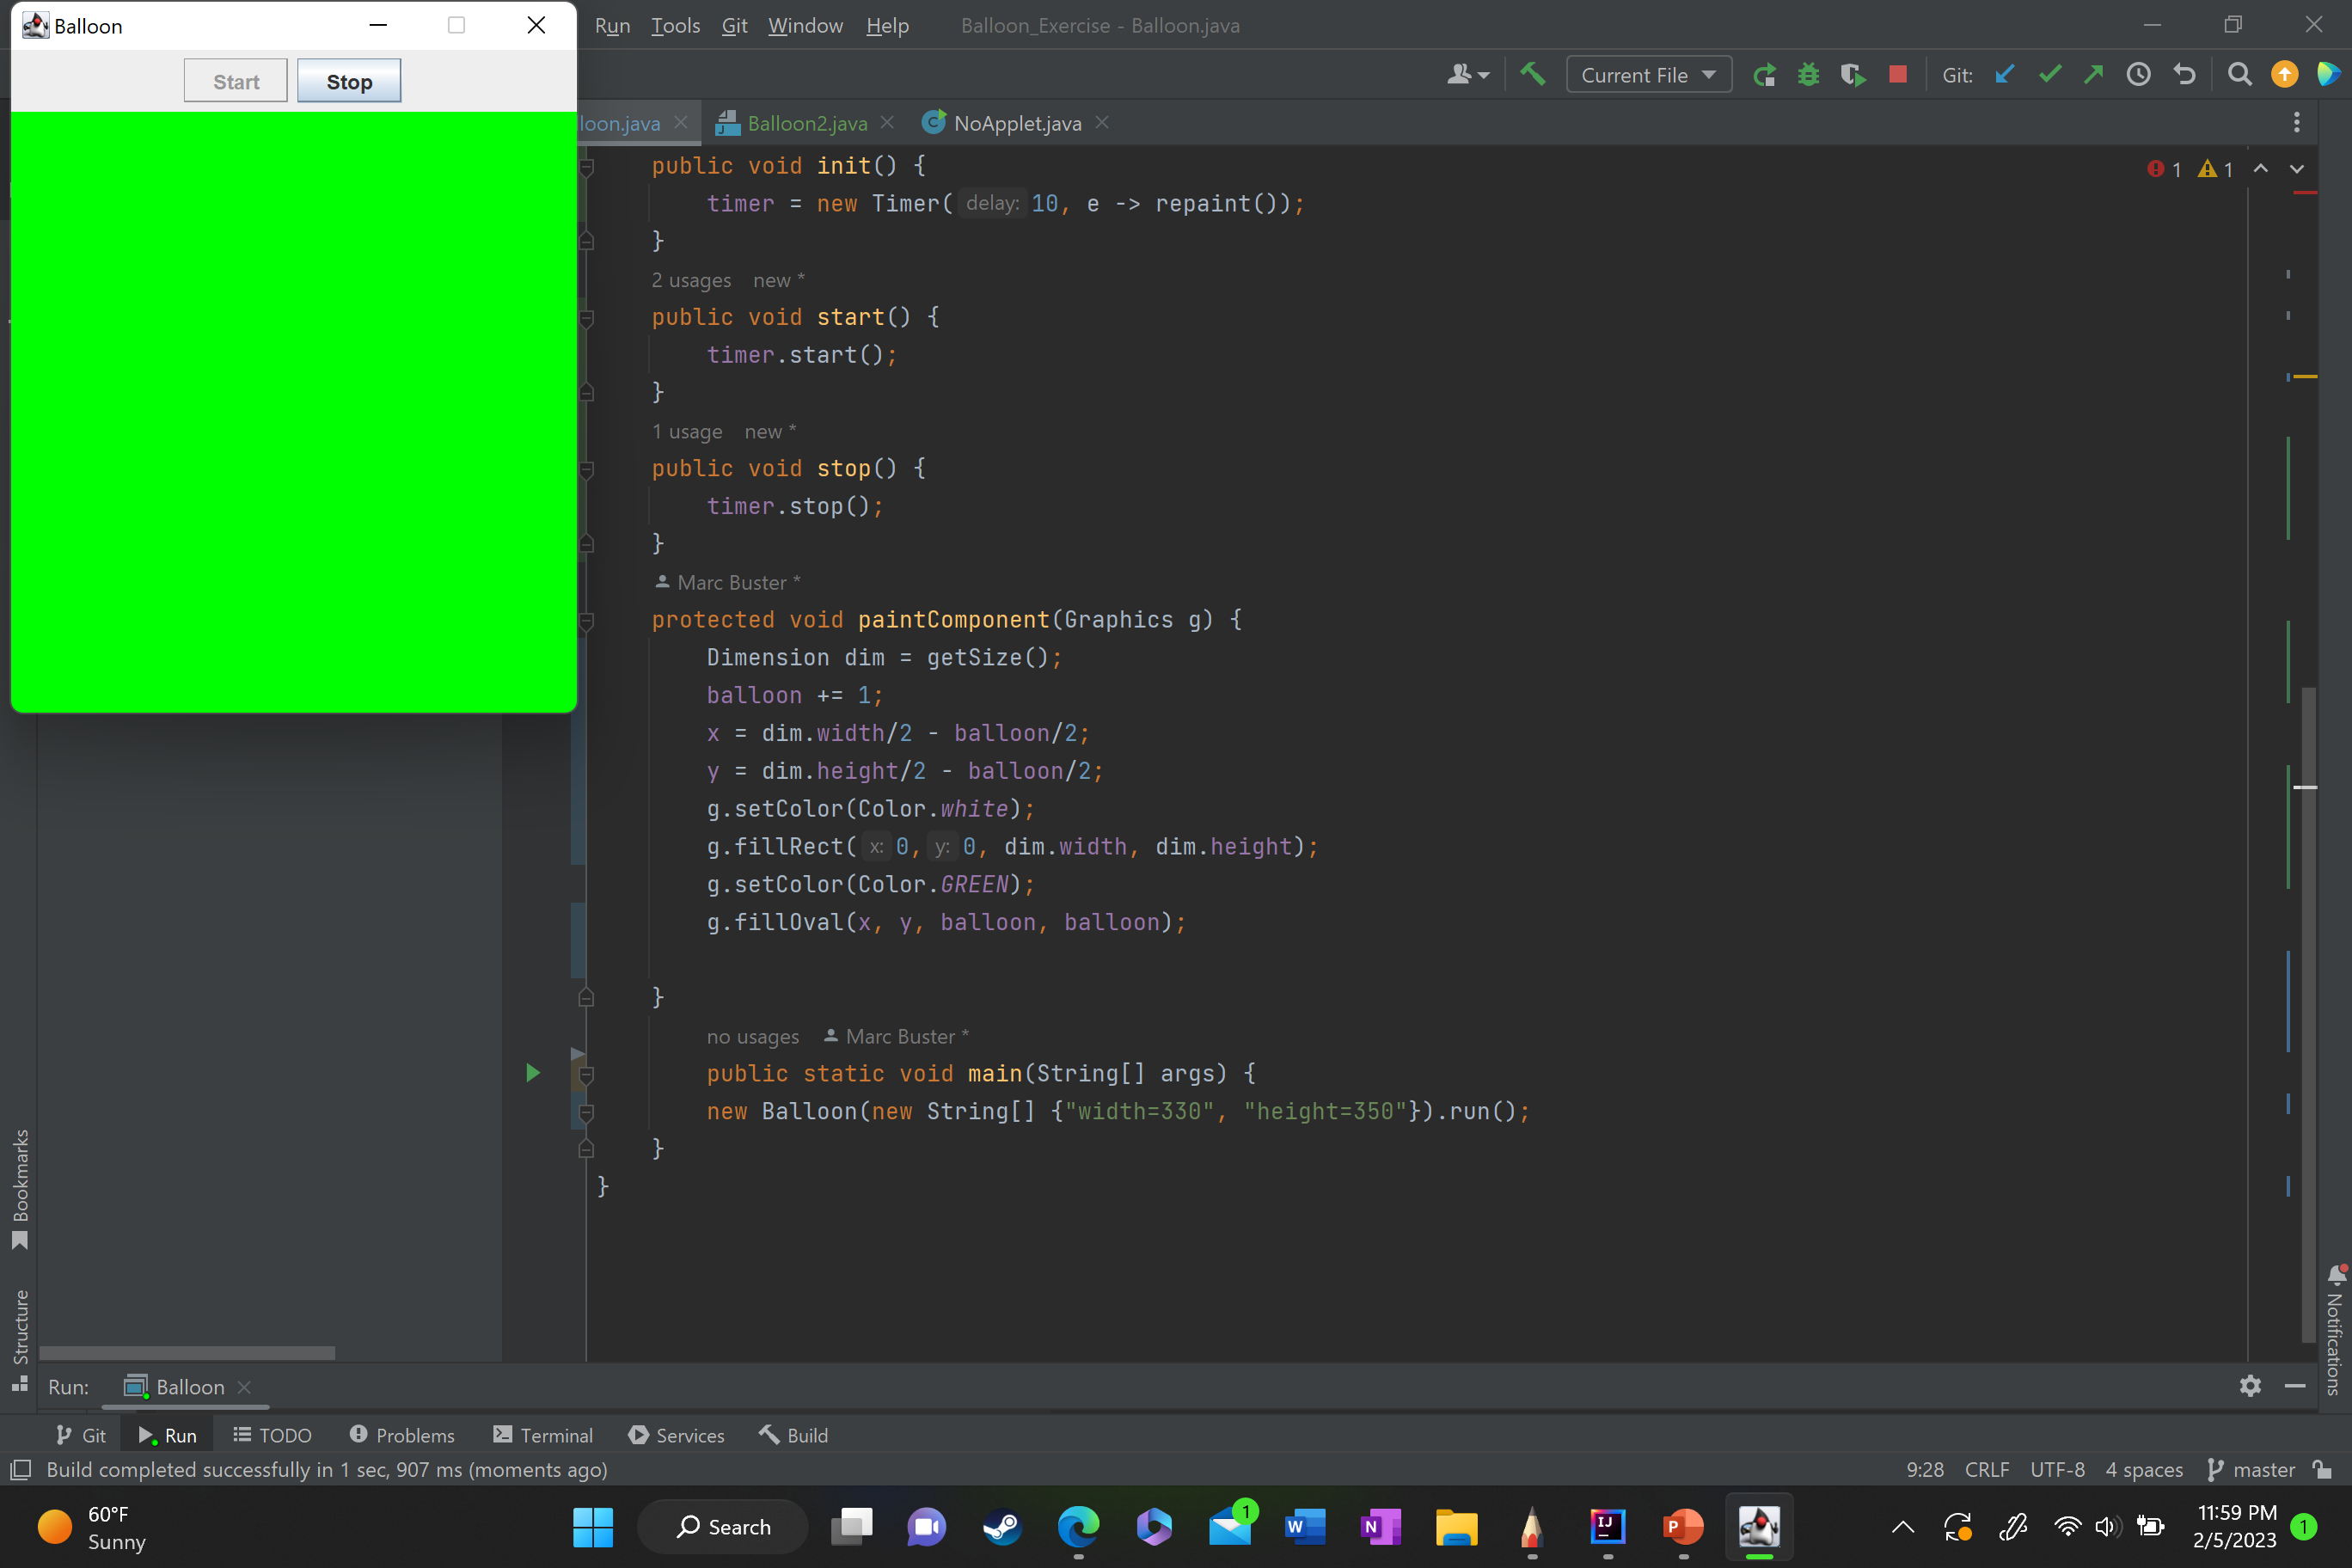 Balloon
Run Tools Git Window Help Balloon_Exercise - Balloon.java
Start Stop
Current File Git:
loon.java Balloon2.java NoApplet.java
1 1
public void init() {
timer = new Timer( delay: 10, e -> repaint());
}
2 usages new *
public void start() {
timer.start();
}
1 usage new *
public void stop() {
timer.stop();
}
Marc Buster *
protected void paintComponent(Graphics g) {
Dimension dim = getSize();
balloon += 1;
x = dim.width/2 - balloon/2;
y = dim.height/2 - balloon/2;
g.setColor(Color.white);
g.fillRect( x: 0, y: 0, dim.width, dim.height);
g.setColor(Color.GREEN);
g.fillOval(x, y, balloon, balloon);
}
no usages Marc Buster *
public static void main(String[] args) {
new Balloon(new String[] {"width=330", "height=350"}).run();
}
}
Bookmarks
Structure
Notifications
Run: Balloon
Git Run TODO Problems Terminal Services Build
Build completed successfully in 1 sec, 907 ms (moments ago) 9:28 CRLF UTF-8 4 spaces master
60°F
Sunny
Search
1
W
N
IJ
P
11:59 PM
2/5/2023
1